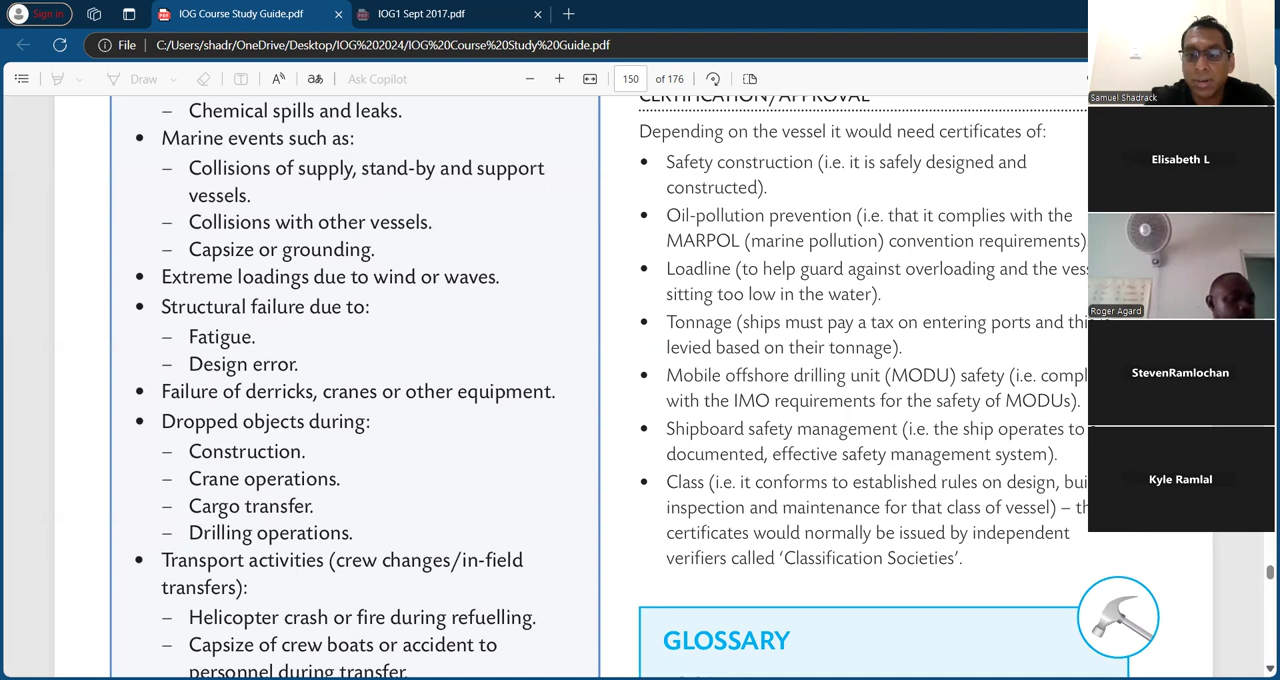 Sign in
IOG Course Study Guide.pdf
IOG1 Sept 2017.pdf
File
C:/Users/shadr/OneDrive/Desktop/IOG%202024/IOG%20Course%20Study%20Guide.pdf
Draw
Ask Copilot
150 of 176
– Chemical spills and leaks.
• Marine events such as:
– Collisions of supply, stand-by and support
vessels.
– Collisions with other vessels.
– Capsize or grounding.
• Extreme loadings due to wind or waves.
• Structural failure due to:
– Fatigue.
– Design error.
• Failure of derricks, cranes or other equipment.
• Dropped objects during:
– Construction.
– Crane operations.
– Cargo transfer.
– Drilling operations.
• Transport activities (crew changes/in-field
transfers):
– Helicopter crash or fire during refuelling.
– Capsize of crew boats or accident to
personnel during transfer.
CERTIFICATION/APPROVAL
Depending on the vessel it would need certificates of:
• Safety construction (i.e. it is safely designed and
constructed).
• Oil-pollution prevention (i.e. that it complies with the
MARPOL (marine pollution) convention requirements)
• Loadline (to help guard against overloading and the
sitting too low in the water).
• Tonnage (ships must pay a tax on entering ports and
levied based on their tonnage).
• Mobile offshore drilling unit (MODU) safety (i.e.
with the IMO requirements for the safety of MODUs).
• Shipboard safety management (i.e. the ship operates to
documented, effective safety management system).
• Class (i.e. it conforms to established rules on design,
inspection and maintenance for that class of vessel) –
certificates would normally be issued by independent
verifiers called ‘Classification Societies’.
GLOSSARY
Samuel Shadrack
Elisabeth L
Roger Agard
StevenRamlochan
Kyle Ramlal